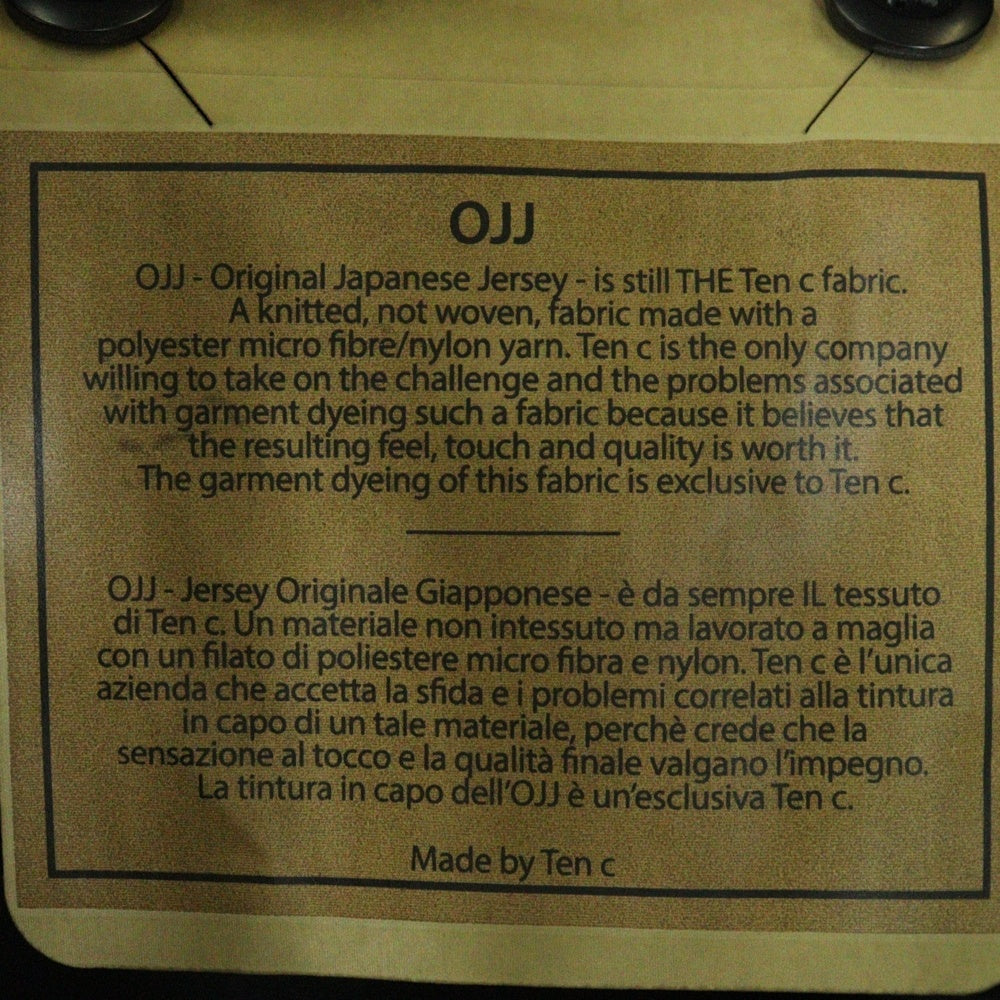 OJJ
OJJ - Original Japanese Jersey - is still THE Ten c fabric.
A knitted, not woven, fabric made with a
polyester micro fibre/nylon yarn. Ten c is the only company
willing to take on the challenge and the problems associated
with garment dyeing such a fabric because it believes that
the resulting feel, touch and quality is worth it.
The garment dyeing of this fabric is exclusive to Ten c.
OJJ - Jersey Originale Giapponese - è da sempre IL tessuto
di Ten c. Un materiale non intessuto ma lavorato a maglia
con un filato di poliestere micro fibra e nylon. Ten c è l'unica
azienda che accetta la sfida e i problemi correlati alla tintura
in capo di un tale materiale, perchè crede che la
sensazione al tocco e la qualità finale valgano l'impegno.
La tintura in capo dell'OJJ è un'esclusiva Ten c.
Made by Ten c